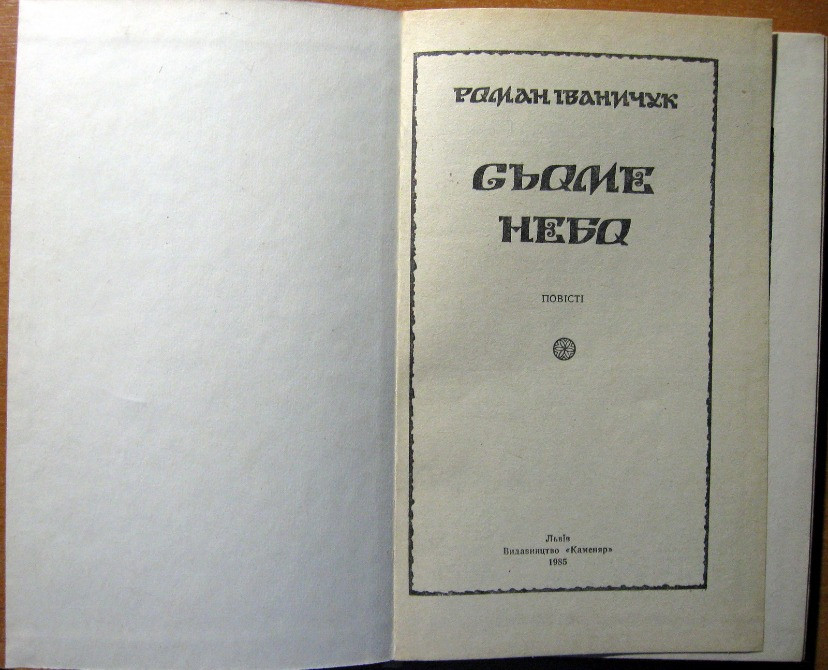 РОМАН ІВАНИЧУК
СЬОМЕ
НЕБО
ПОВІСТІ
Львів
Видавництво «Каменяр»
1985